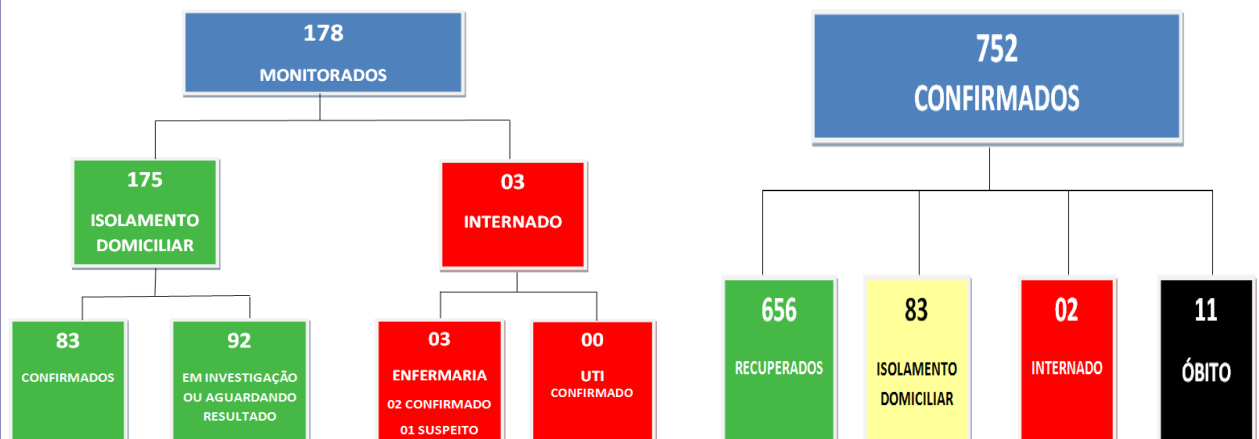 178
MONITORADOS
175
ISOLAMENTO
DOMICILIAR
03
INTERNADO
83
CONFIRMADOS
92
EM INVESTIGAÇÃO
OU AGUARDANDO
RESULTADO
03
ENFERMARIA
02 CONFIRMADO
01 SUSPEITO
00
UTI
CONFIRMADO
752
CONFIRMADOS
656
RECUPERADOS
83
ISOLAMENTO
DOMICILIAR
02
INTERNADO
11
ÓBITO